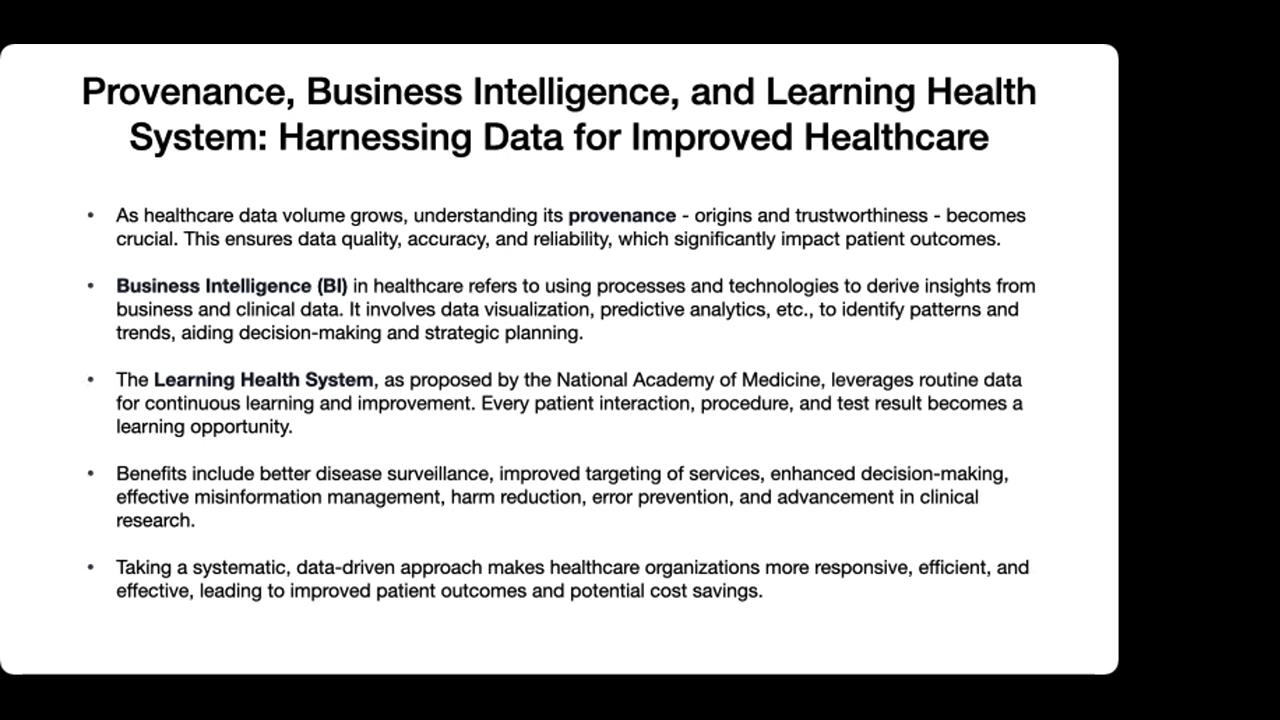 Provenance, Business Intelligence, and Learning Health
System: Harnessing Data for Improved Healthcare
• As healthcare data volume grows, understanding its provenance - origins and trustworthiness - becomes
crucial. This ensures data quality, accuracy, and reliability, which significantly impact patient outcomes.
• Business Intelligence (BI) in healthcare refers to using processes and technologies to derive insights from
business and clinical data. It involves data visualization, predictive analytics, etc., to identify patterns and
trends, aiding decision-making and strategic planning.
• The Learning Health System, as proposed by the National Academy of Medicine, leverages routine data
for continuous learning and improvement. Every patient interaction, procedure, and test result becomes a
learning opportunity.
• Benefits include better disease surveillance, improved targeting of services, enhanced decision-making,
effective misinformation management, harm reduction, error prevention, and advancement in clinical
research.
• Taking a systematic, data-driven approach makes healthcare organizations more responsive, efficient, and
effective, leading to improved patient outcomes and potential cost savings.